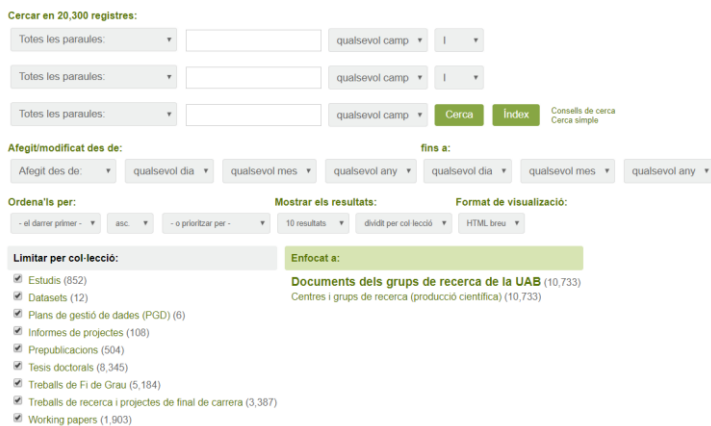 Cercar en 20,300 registres:
Totes les paraules: qualsevol camp I
Totes les paraules: qualsevol camp I
Totes les paraules: qualsevol camp Cerca Índex Consells de cerca
Cerca simple
Afegit/modificat des de: fins a:
Afegit des de: qualsevol dia qualsevol mes qualsevol any qualsevol dia qualsevol mes qualsevol any
Ordena'ls per: Mostrar els resultats: Format de visualització:
- el darrer primer - asc. - o prioritzar per - 10 resultats dividit per col·lecció HTML breu
Limitar per col·lecció: Enfocat a:
Estudis (852)
Datasets (12)
Plans de gestió de dades (PGD) (6)
Informes de projectes (108)
Prepublicacions (504)
Tesis doctorals (8,345)
Treballs de Fi de Grau (5,184)
Treballs de recerca i projectes de final de carrera (3,387)
Working papers (1,903)
Documents dels grups de recerca de la UAB (10,733)
Centres i grups de recerca (producció científica) (10,733)